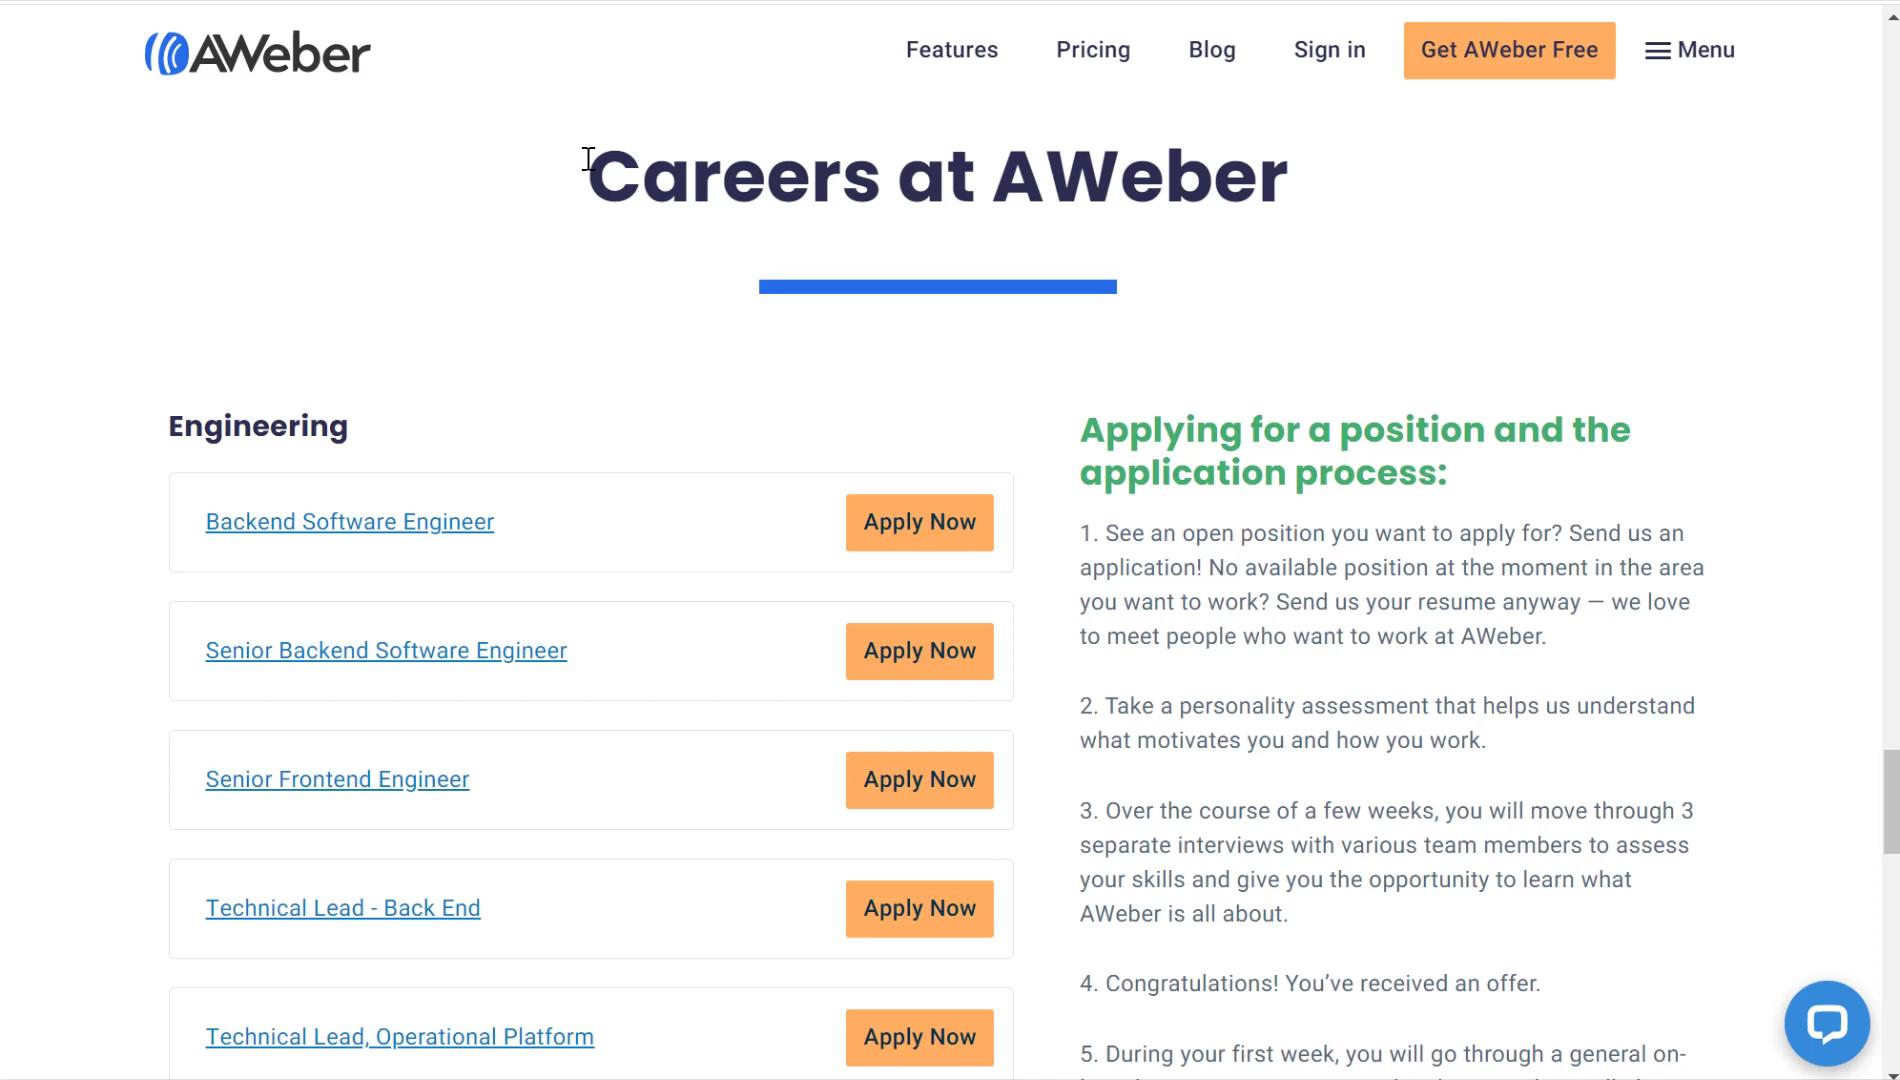 AWeber
Features
Pricing
Blog
Sign in
Get AWeber Free
Menu
Careers at AWeber
Engineering
Backend Software Engineer
Apply Now
Senior Backend Software Engineer
Apply Now
Senior Frontend Engineer
Apply Now
Technical Lead - Back End
Apply Now
Technical Lead, Operational Platform
Apply Now
Applying for a position and the
application process:
1. See an open position you want to apply for? Send us an
application! No available position at the moment in the area
you want to work? Send us your resume anyway — we love
to meet people who want to work at AWeber.
2. Take a personality assessment that helps us understand
what motivates you and how you work.
3. Over the course of a few weeks, you will move through 3
separate interviews with various team members to assess
your skills and give you the opportunity to learn what
AWeber is all about.
4. Congratulations! You’ve received an offer.
5. During your first week, you will go through a general on-